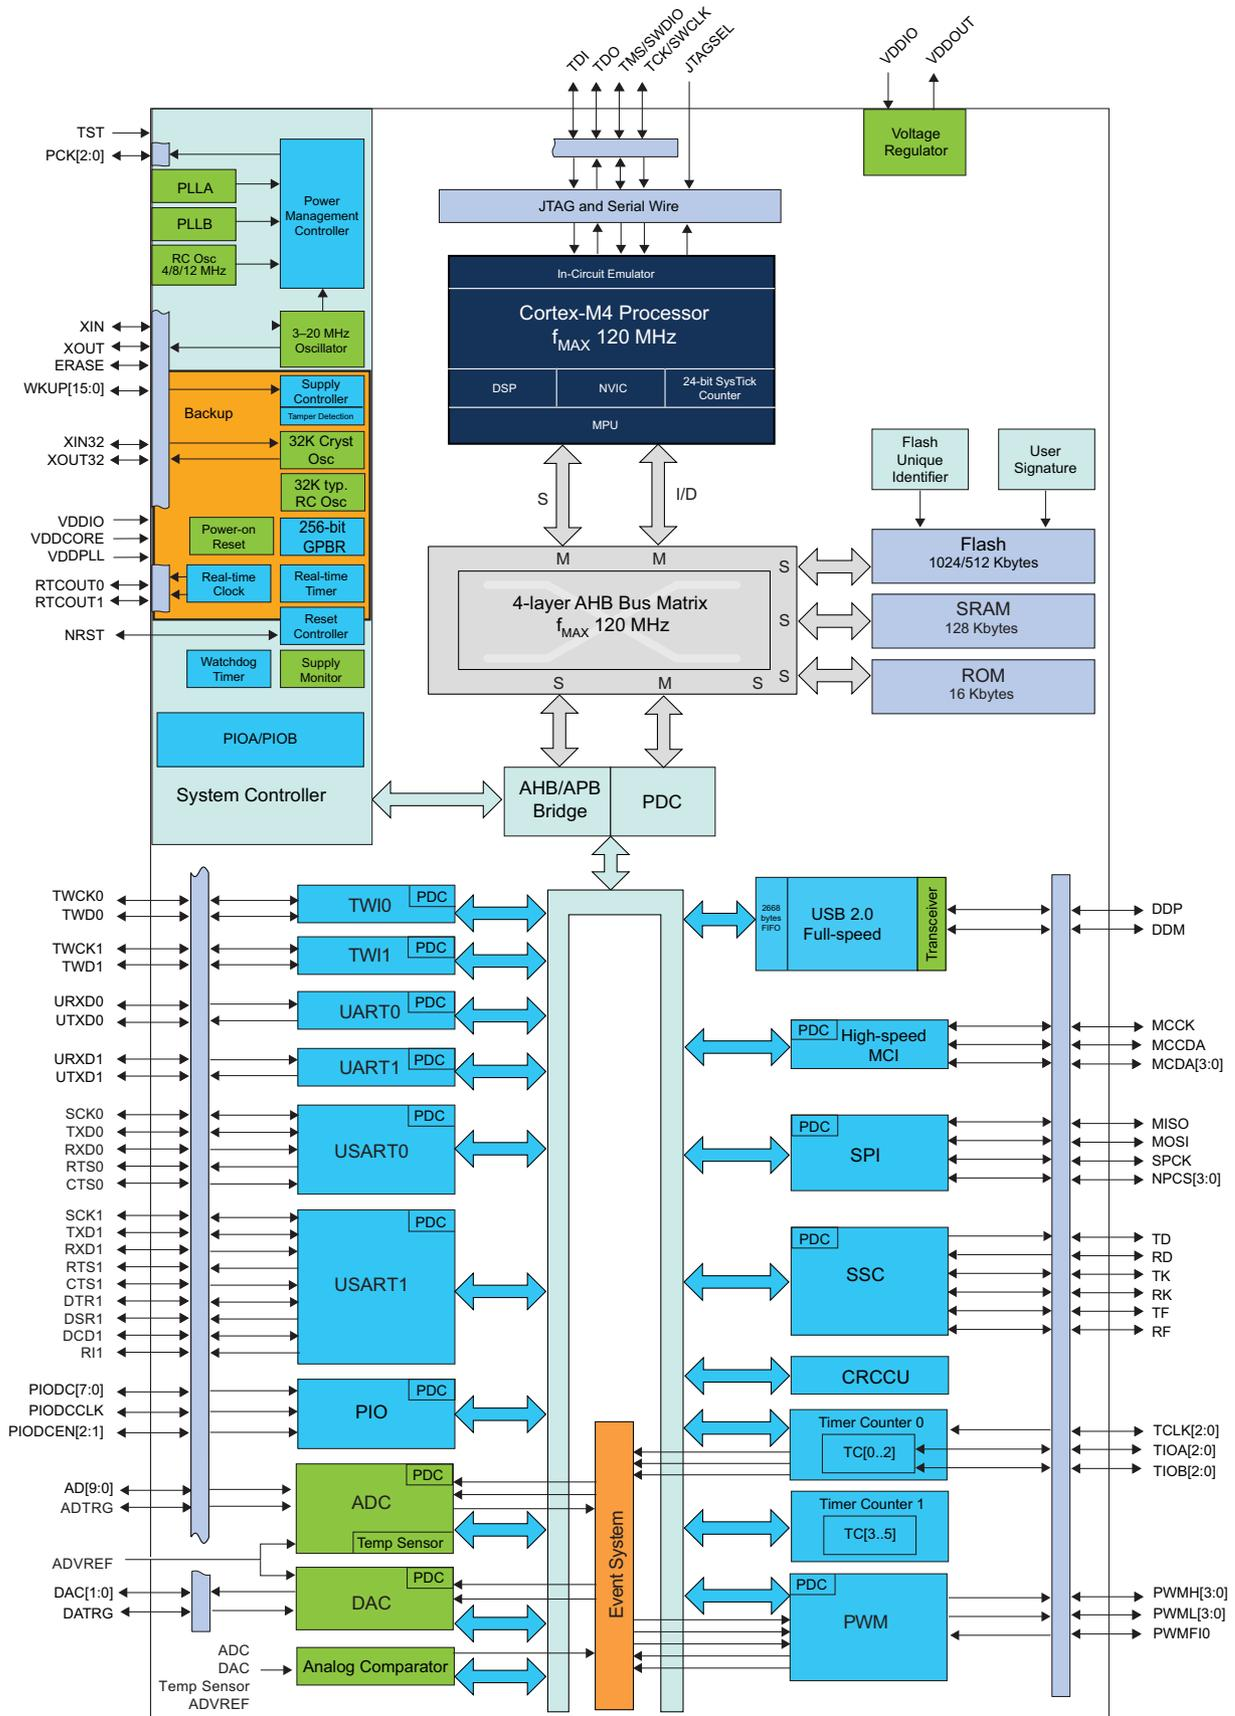 TDI
TDO
TMS/SWDIO
TCK/SWCLK
JTAGSEL
VDDIO
VDDOUT
Voltage
Regulator
TST
PCK[2:0]
PLLA
PLLB
RC Osc
4/8/12 MHz
Power
Management
Controller
JTAG and Serial Wire
In-Circuit Emulator
Cortex-M4 Processor
fMAX 120 MHz
DSP
NVIC
24-bit SysTick
Counter
MPU
XIN
XOUT
ERASE
WKUP[15:0]
XIN32
XOUT32
VDDIO
VDDCORE
VDDPLL
RTCOUT0
RTCOUT1
NRST
3–20 MHz
Oscillator
Backup
Supply
Controller
Tamper Detection
32K Cryst
Osc
32K typ.
RC Osc
Power-on
Reset
256-bit
GPBR
Real-time
Clock
Real-time
Timer
Reset
Controller
Watchdog
Timer
Supply
Monitor
PIOA/PIOB
System Controller
S
I/D
M
M
S
S
S
S
M
S
4-layer AHB Bus Matrix
fMAX 120 MHz
Flash
Unique
Identifier
User
Signature
Flash
1024/512 Kbytes
SRAM
128 Kbytes
ROM
16 Kbytes
AHB/APB
Bridge
PDC
TWCK0
TWD0
TWI0
PDC
TWCK1
TWD1
TWI1
PDC
URXD0
UTXD0
UART0
PDC
URXD1
UTXD1
UART1
PDC
SCK0
TXD0
RXD0
RTS0
CTS0
USART0
PDC
SCK1
TXD1
RXD1
RTS1
CTS1
DTR1
DSR1
DCD1
RI1
USART1
PDC
PIODC[7:0]
PIODCCLK
PIODCEN[2:1]
PIO
PDC
AD[9:0]
ADTRG
ADC
PDC
Temp Sensor
ADVREF
DAC[1:0]
DATRG
DAC
PDC
ADC
DAC
Temp Sensor
ADVREF
Analog Comparator
Event System
2668
bytes
FIFO
USB 2.0
Full-speed
Transceiver
DDP
DDM
PDC
High-speed
MCI
MCCK
MCCDA
MCDA[3:0]
PDC
SPI
MISO
MOSI
SPCK
NPCS[3:0]
PDC
SSC
TD
RD
TK
RK
TF
RF
CRCCU
Timer Counter 0
TC[0..2]
TCLK[2:0]
TIOA[2:0]
TIOB[2:0]
Timer Counter 1
TC[3..5]
PDC
PWM
PWMH[3:0]
PWML[3:0]
PWMFI0